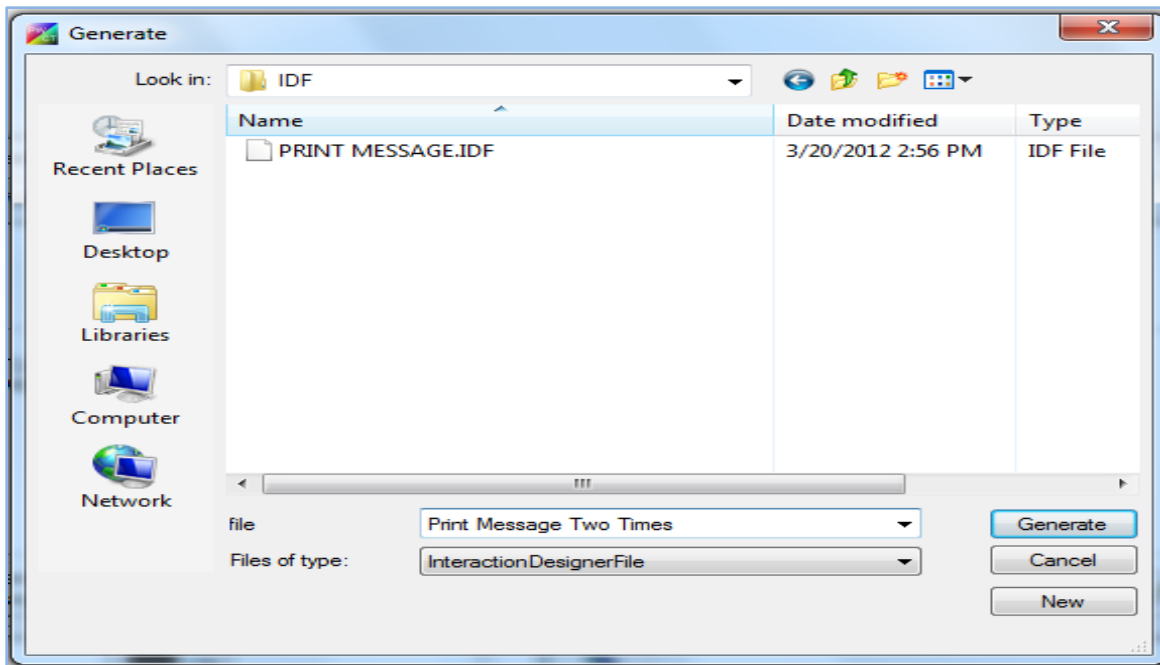 Generate
Look in: IDF
Name Date modified Type
PRINT MESSAGE.IDF 3/20/2012 2:56 PM IDF File
Recent Places
Desktop
Libraries
Computer
Network
file Print Message Two Times Generate
Files of type: InteractionDesignerFile Cancel
New